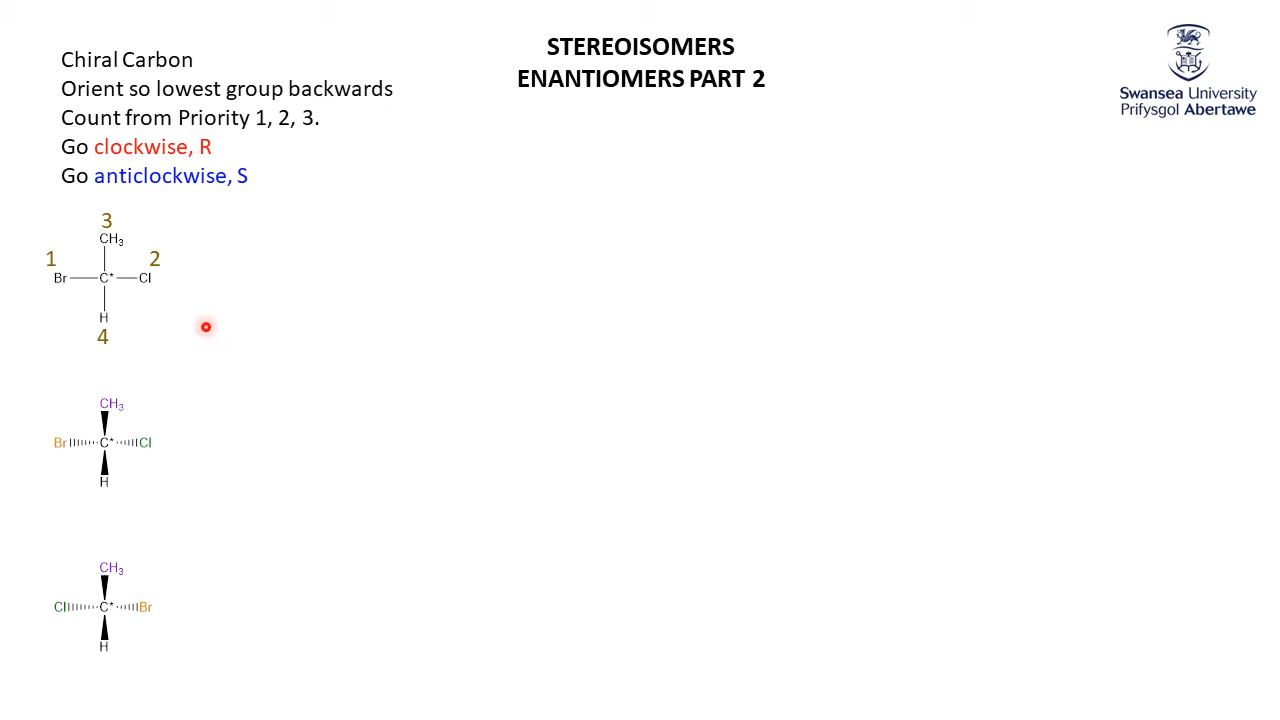 STEREOISOMERS
ENANTIOMERS PART 2
Swansea University
Prifysgol Abertawe
Chiral Carbon
Orient so lowest group backwards
Count from Priority 1, 2, 3.
Go clockwise, R
Go anticlockwise, S
3
CH₃
1 2
Br C* Cl
H
4
CH₃
Br C* Cl
H
CH₃
Cl C* Br
H